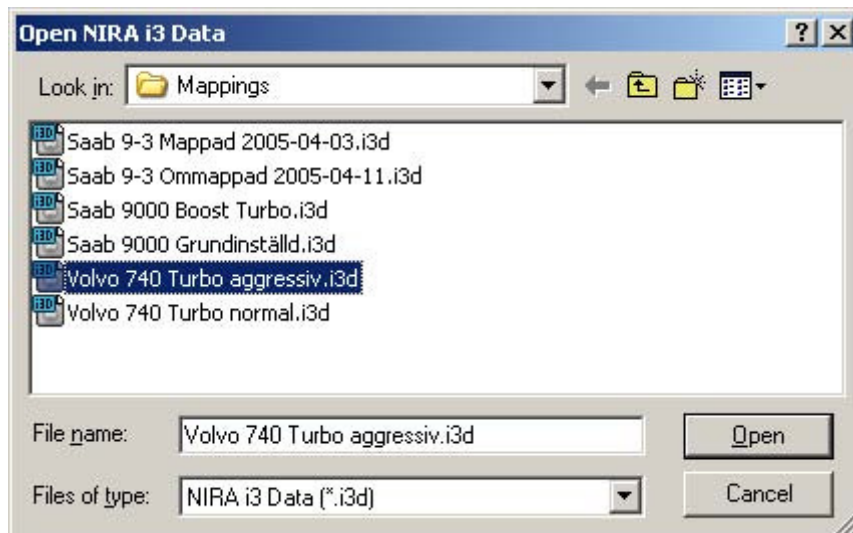 Open NIRA i3 Data
Look in: Mappings
Saab 9-3 Mappad 2005-04-03.i3d
Saab 9-3 Ommappad 2005-04-11.i3d
Saab 9000 Boost Turbo.i3d
Saab 9000 Grundinställd.i3d
Volvo 740 Turbo aggressiv.i3d
Volvo 740 Turbo normal.i3d
File name: Volvo 740 Turbo aggressiv.i3d Open
Files of type: NIRA i3 Data (*.i3d) Cancel